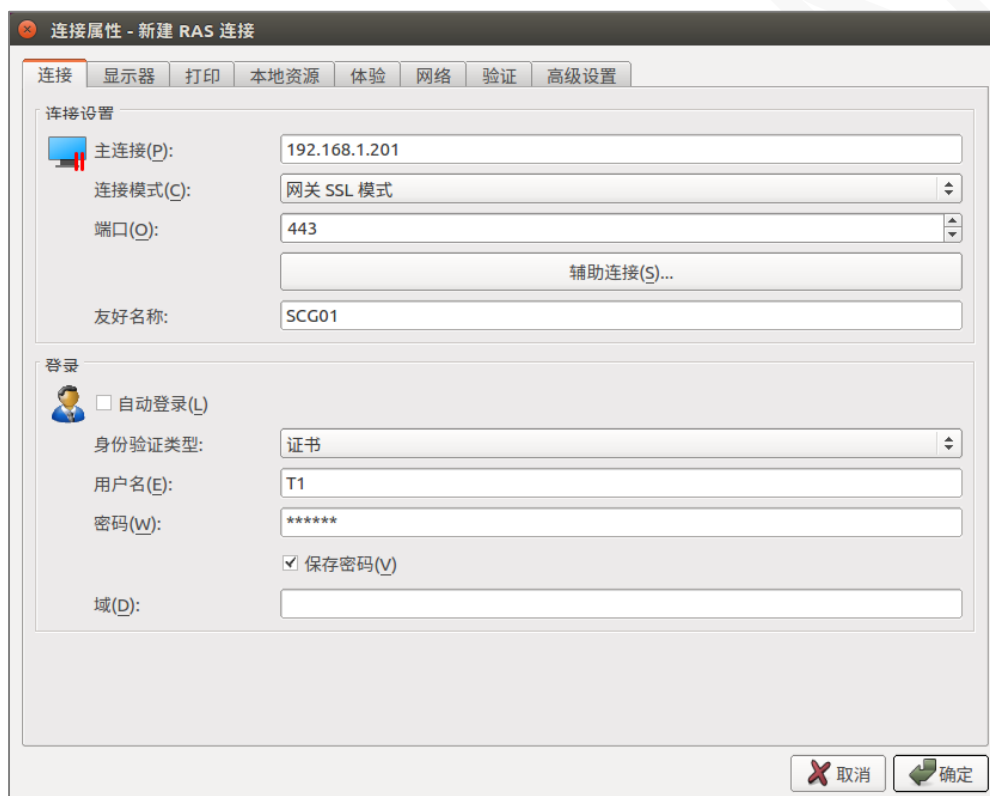 连接属性 - 新建 RAS 连接
连接 显示器 打印 本地资源 体验 网络 验证 高级设置
连接设置
主连接(P): 192.168.1.201
连接模式(C): 网关 SSL 模式
端口(O): 443
辅助连接(S)...
友好名称: SCG01
登录
自动登录(L)
身份验证类型: 证书
用户名(E): T1
密码(W): ******
保存密码(V)
域(D):
取消 确定